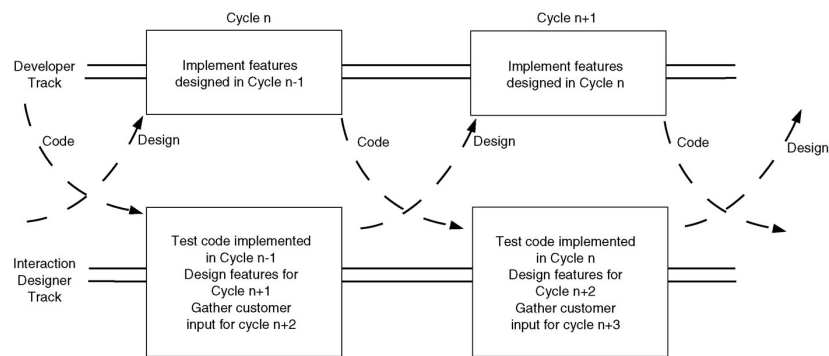 Cycle n
Cycle n+1
Developer
Track
Implement features
designed in Cycle n-1
Implement features
designed in Cycle n
Code
Design
Code
Design
Code
Design
Interaction
Designer
Track
Test code implemented
in Cycle n-1
Design features for
Cycle n+1
Gather customer
input for cycle n+2
Test code implemented
in Cycle n
Design features for
Cycle n+2
Gather customer
input for cycle n+3